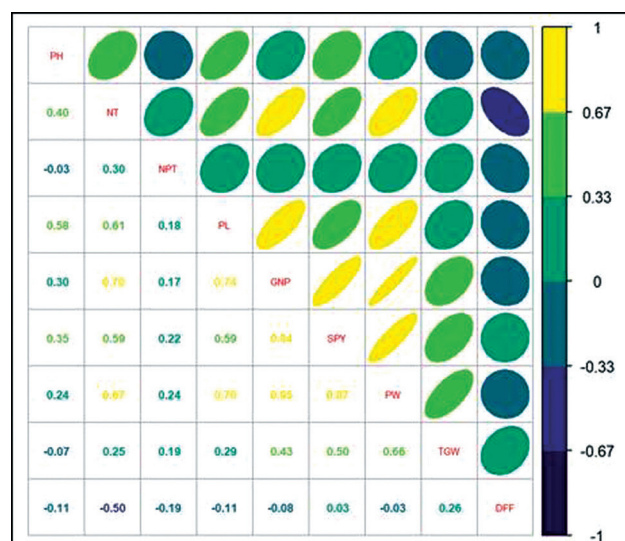 PH
0.40 NT
-0.03 0.30 NPT
0.58 0.61 0.18 PL
0.30 0.70 0.17 0.74 GNP
0.35 0.59 0.22 0.59 0.84 SPY
0.24 0.67 0.24 0.70 0.95 0.87 PW
-0.07 0.25 0.19 0.29 0.43 0.50 0.66 TGW
-0.11 -0.50 -0.19 -0.11 -0.08 0.03 -0.03 0.26 DFF
1
0.67
0.33
0
-0.33
-0.67
-1